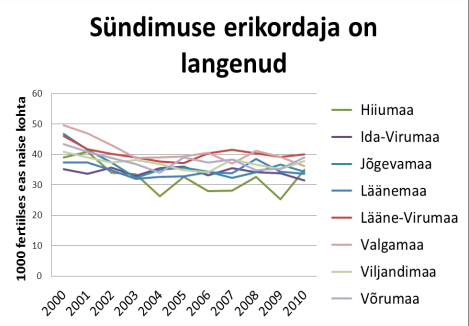 Sündimuse erikordaja on
langenud
1000 fertiilses eas naise kohta
60
50
40
30
20
10
0
2000
2001
2002
2003
2004
2005
2006
2007
2008
2009
2010
Hiiumaa
Ida-Virumaa
Jõgevamaa
Läänemaa
Lääne-Virumaa
Valgamaa
Viljandimaa
Võrumaa